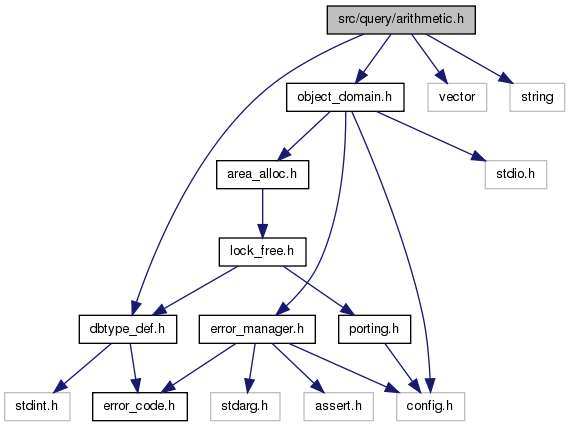 src/query/arithmetic.h
object_domain.h
vector
string
area_alloc.h
stdio.h
lock_free.h
dbtype_def.h
error_manager.h
porting.h
stdint.h
error_code.h
stdarg.h
assert.h
config.h